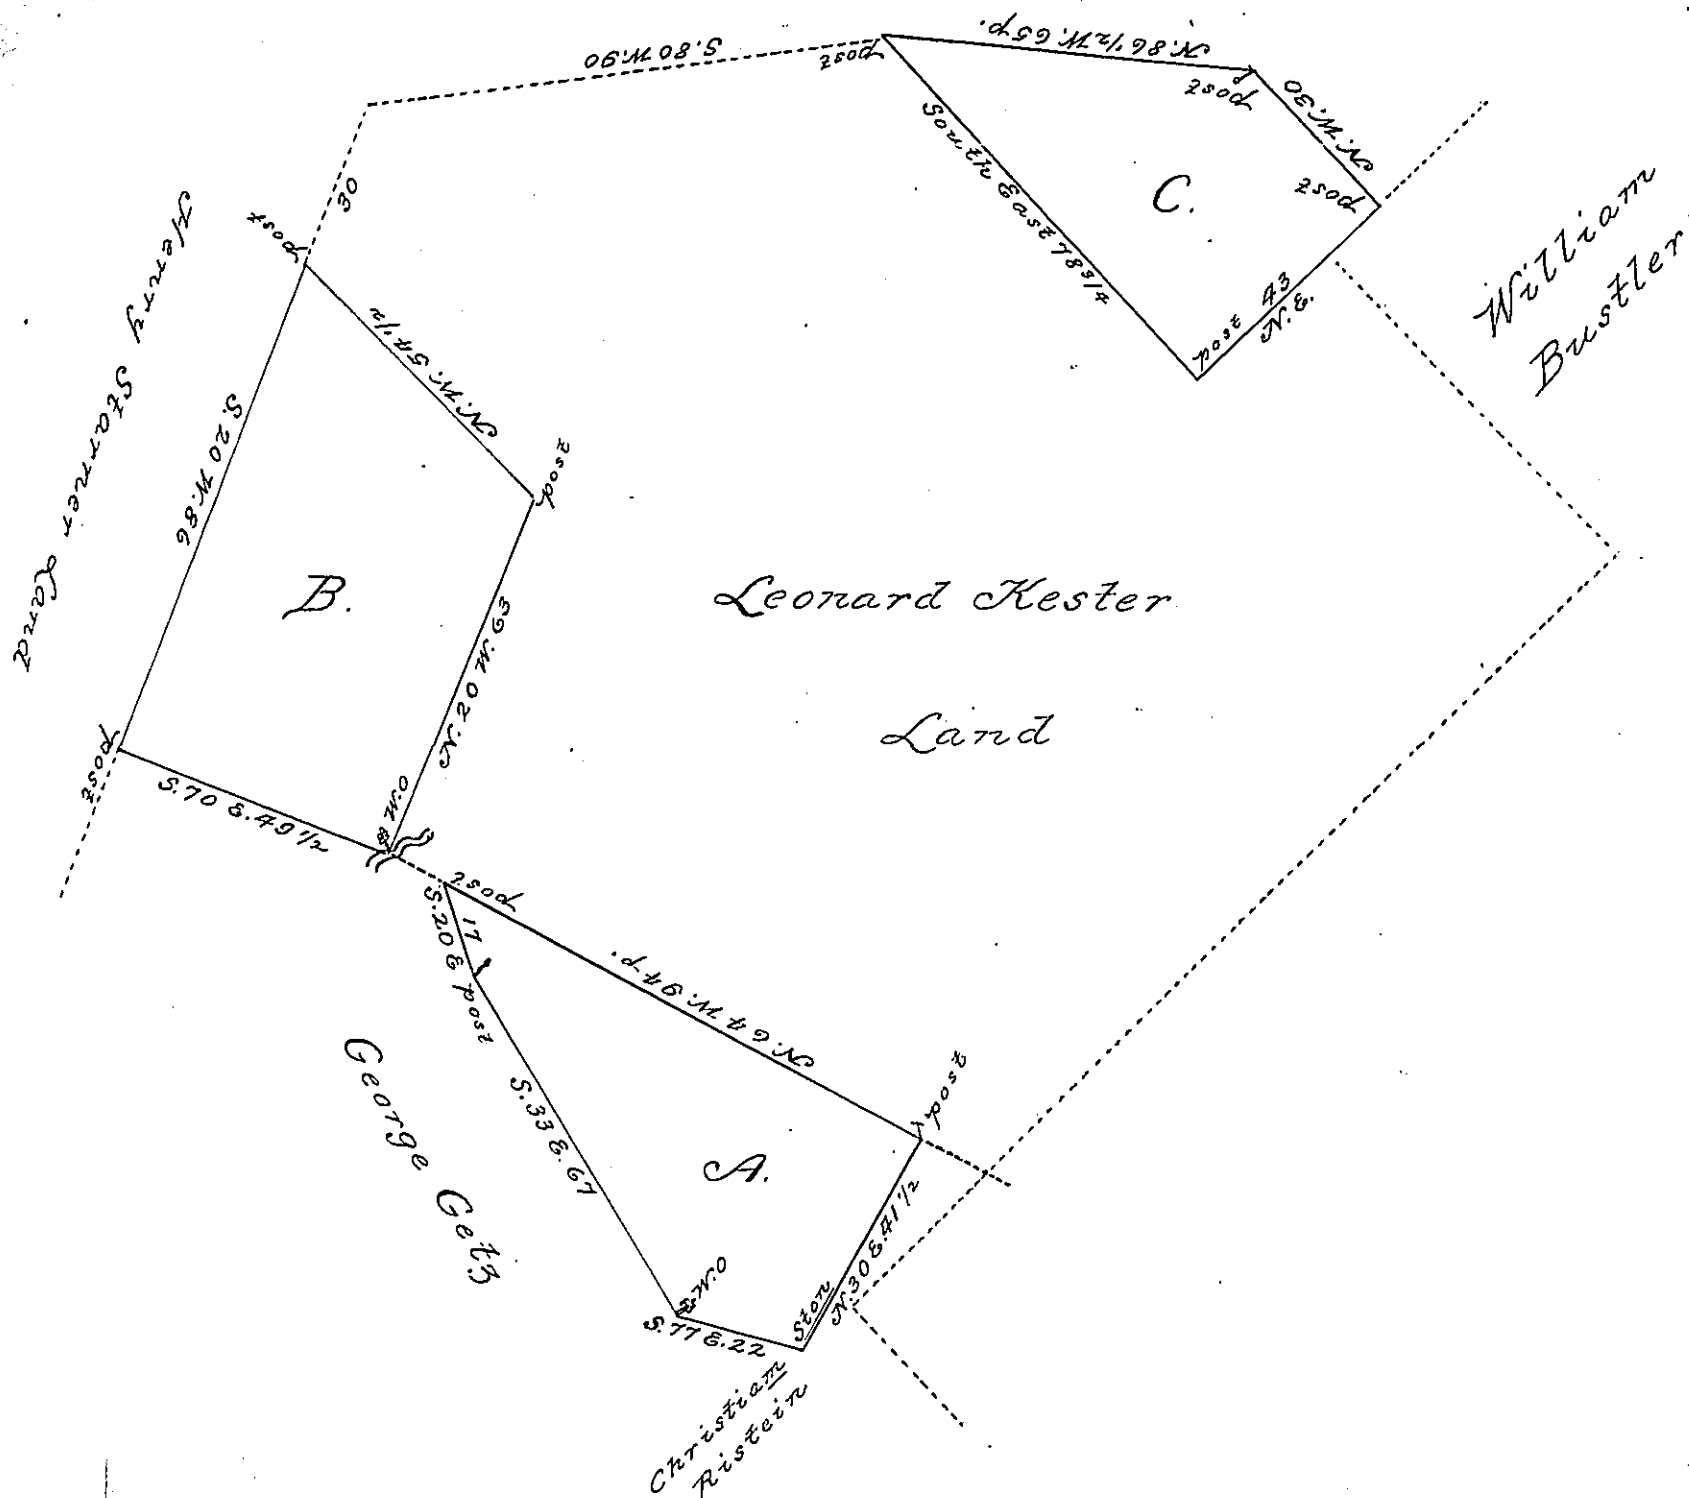 S. 80 W. 90
post
N. 86 1/2 W. 65 p.
post
N. W. 30
post
C.
South East 78 3/4
43
N. E.
post
William
Bustler
30
post
Henry Starner Land
S. 20 W. 86
N. W. 54 1/2
post
B.
N. 20 W. 63
W. O
post
S. 70 E. 49 1/2
Leonard Kester
Land
post
S. 20 E
17
post
N. 64 W. 94 p.
post
George Getz
S. 33 E. 67
A.
N. 30 E. 41 1/2
W. O
S. 77 E. 22
Ston
Christian
Ristein